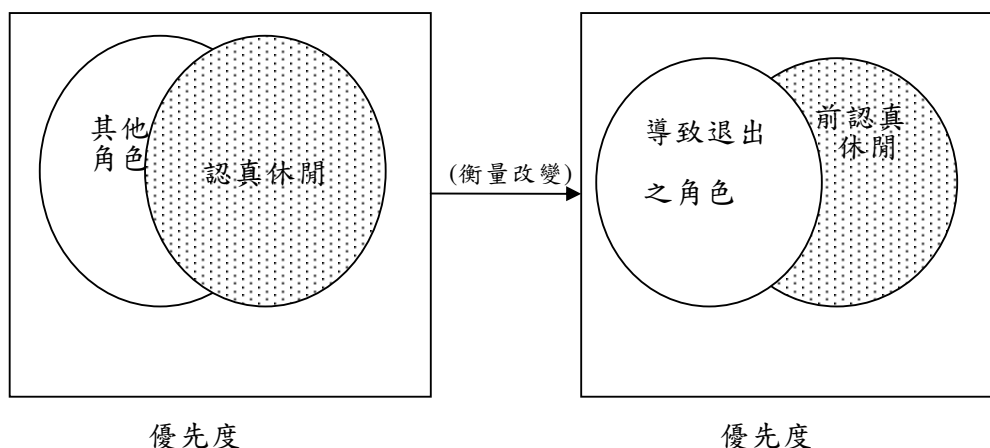 其他
角色
認真休閒
(衡量改變)
導致退出
之角色
前認真
休閒
優先度
優先度